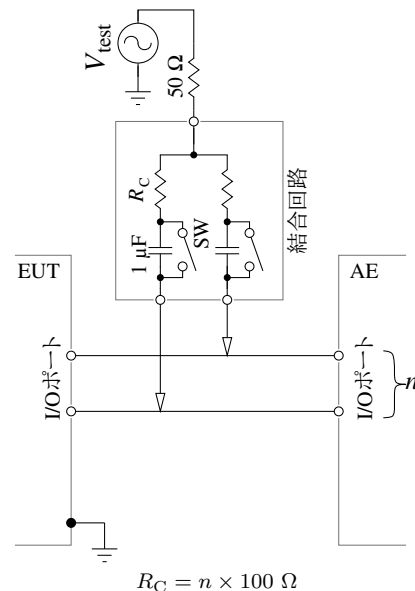 V_test
50 Ω
R_C
1 μF
SW
結合回路
EUT
AE
I/Oポート
I/Oポート
n
R_C = n × 100 Ω